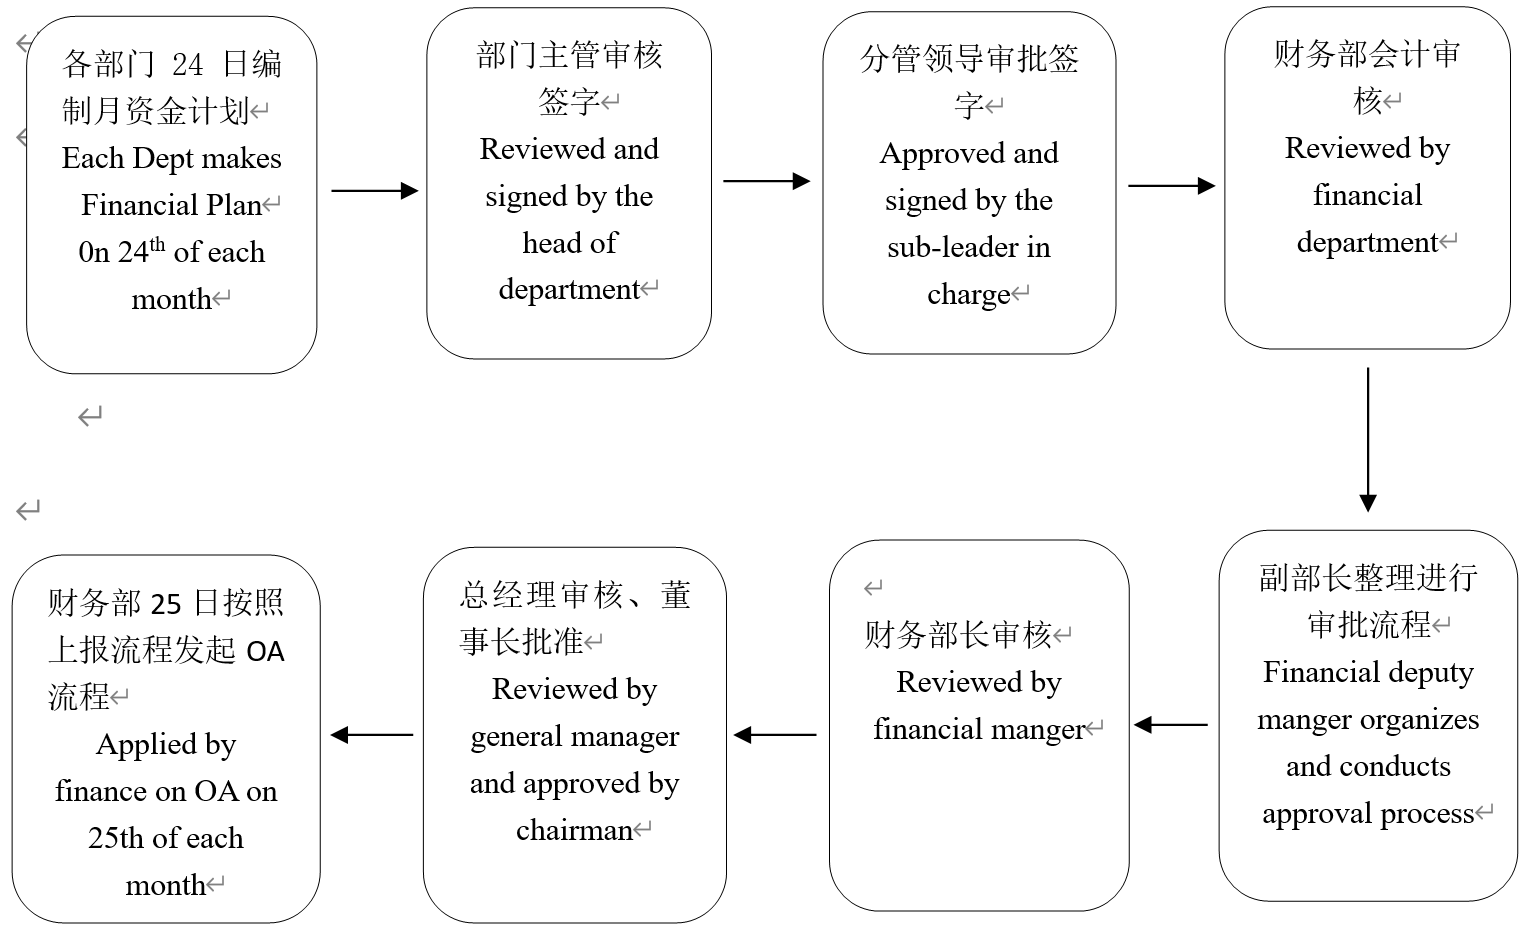 各部门 24 日编
制月资金计划
Each Dept makes
Financial Plan
0n 24th of each
month
部门主管审核
签字
Reviewed and
signed by the
head of
department
分管领导审批签
字
Approved and
signed by the
sub-leader in
charge
财务部会计审
核
Reviewed by
financial
department
副部长整理进行
审批流程
Financial deputy
manger organizes
and conducts
approval process
财务部长审核
Reviewed by
financial manger
总经理审核、董
事长批准
Reviewed by
general manager
and approved by
chairman
财务部 25 日按照
上报流程发起 OA
流程
Applied by
finance on OA on
25th of each
month